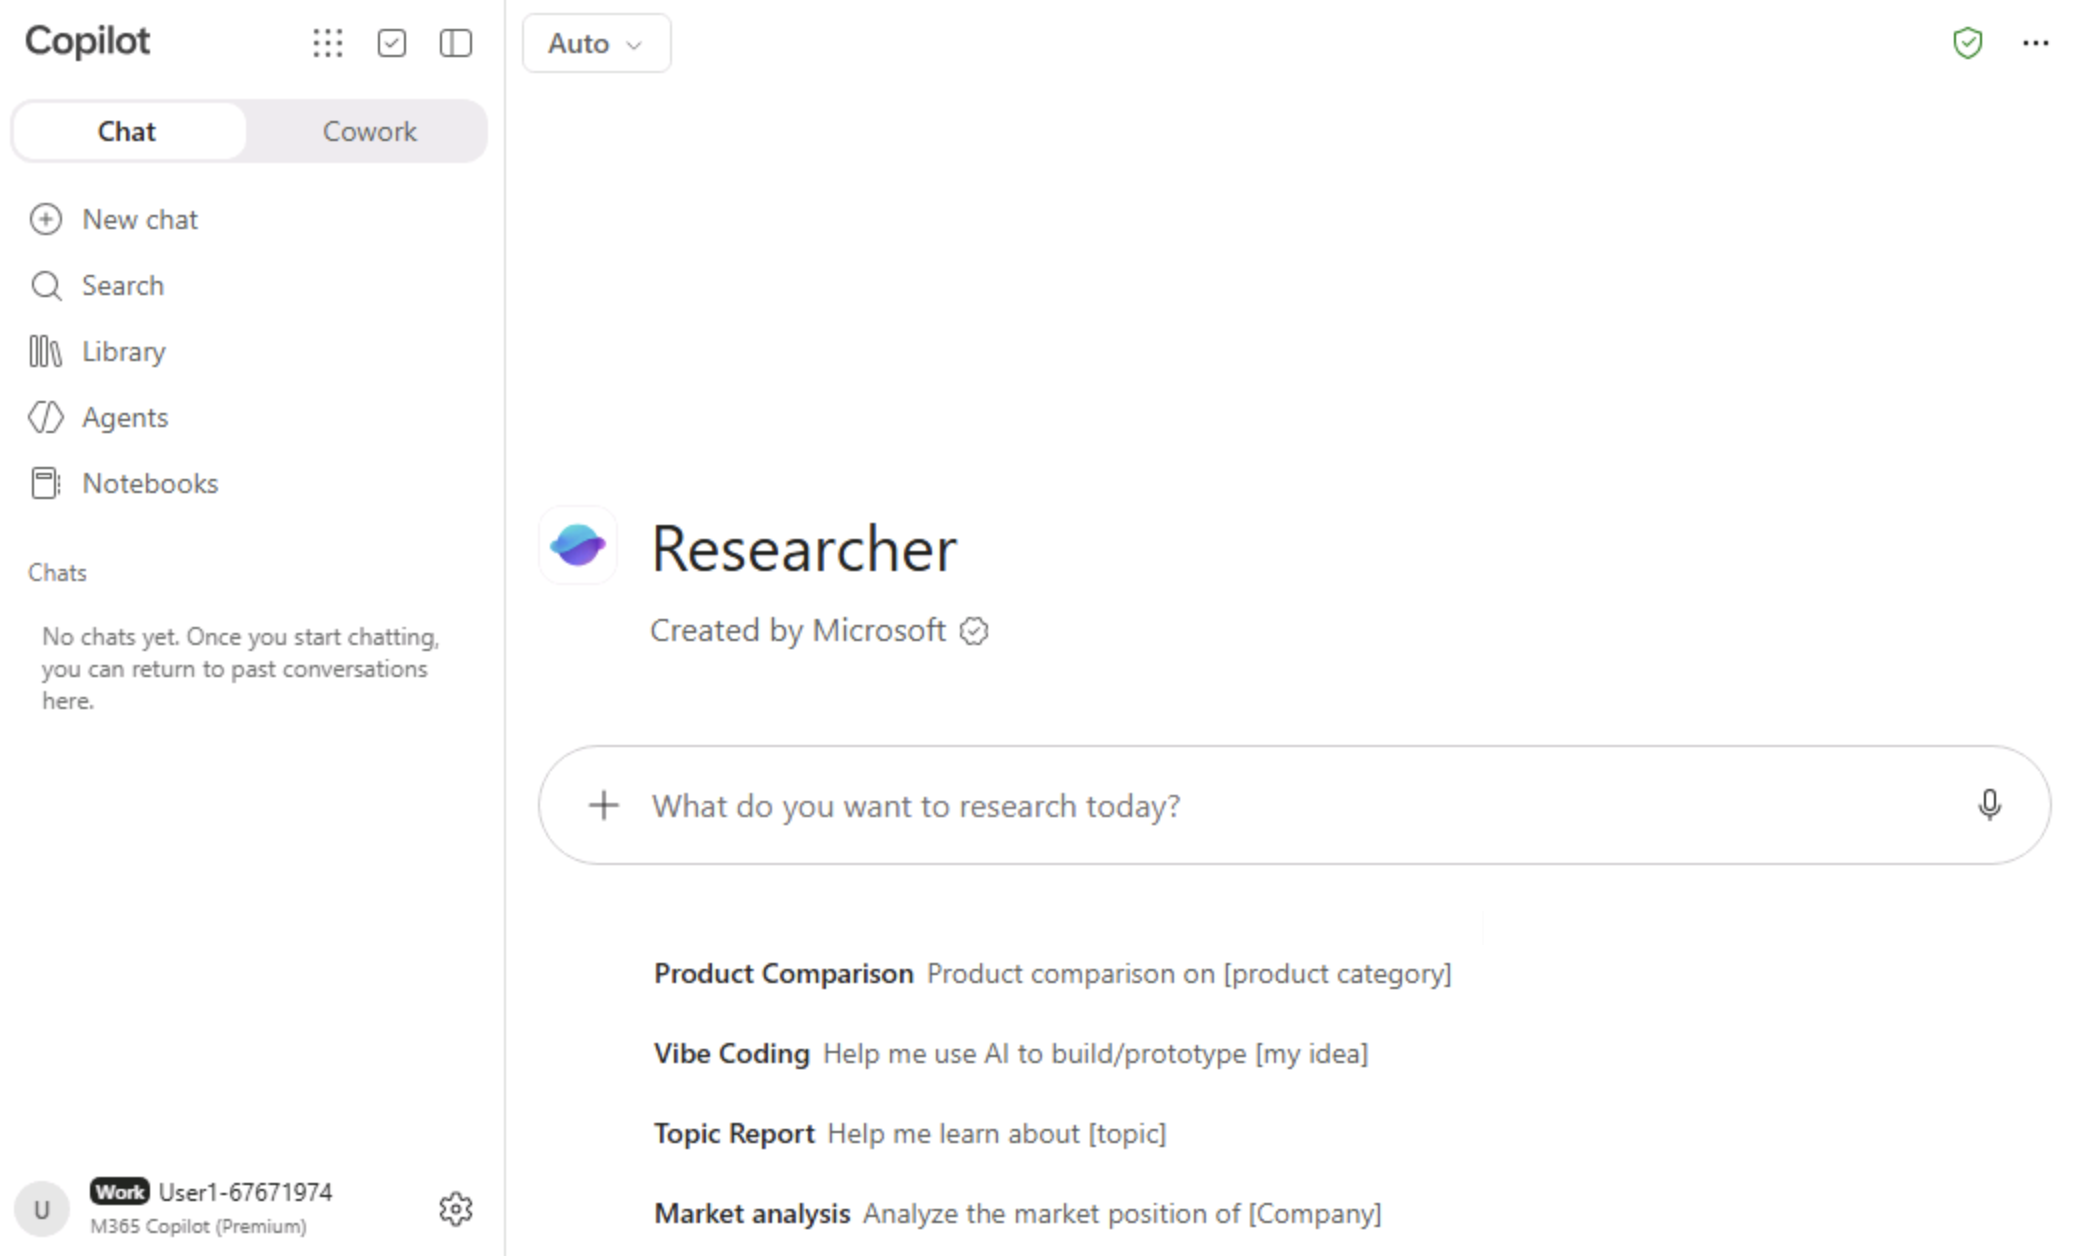 Copilot
Auto
Chat
Cowork
New chat
Search
Library
Agents
Notebooks
Chats
No chats yet. Once you start chatting,
you can return to past conversations
here.
Work User1-67671974
M365 Copilot (Premium)
U
Researcher
Created by Microsoft
What do you want to research today?
Product Comparison Product comparison on [product category]
Vibe Coding Help me use AI to build/prototype [my idea]
Topic Report Help me learn about [topic]
Market analysis Analyze the market position of [Company]